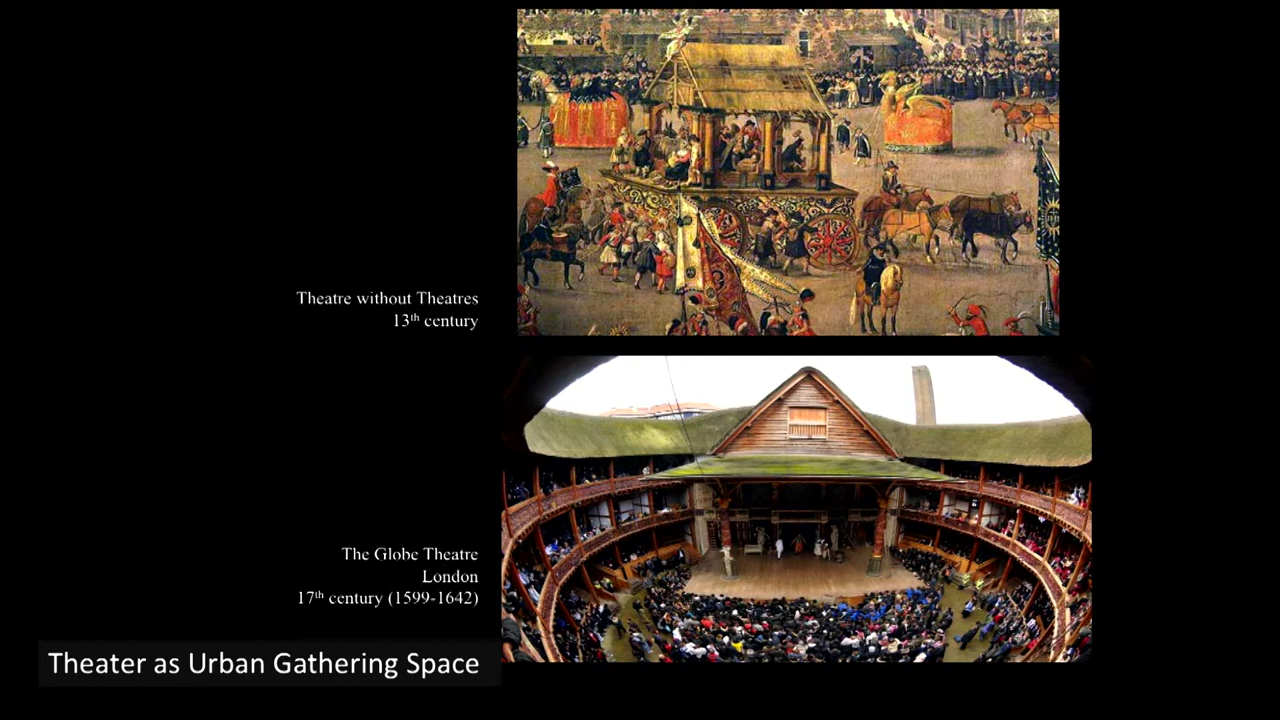 Theatre without Theatres
13th century
The Globe Theatre
London
17th century (1599-1642)
Theater as Urban Gathering Space